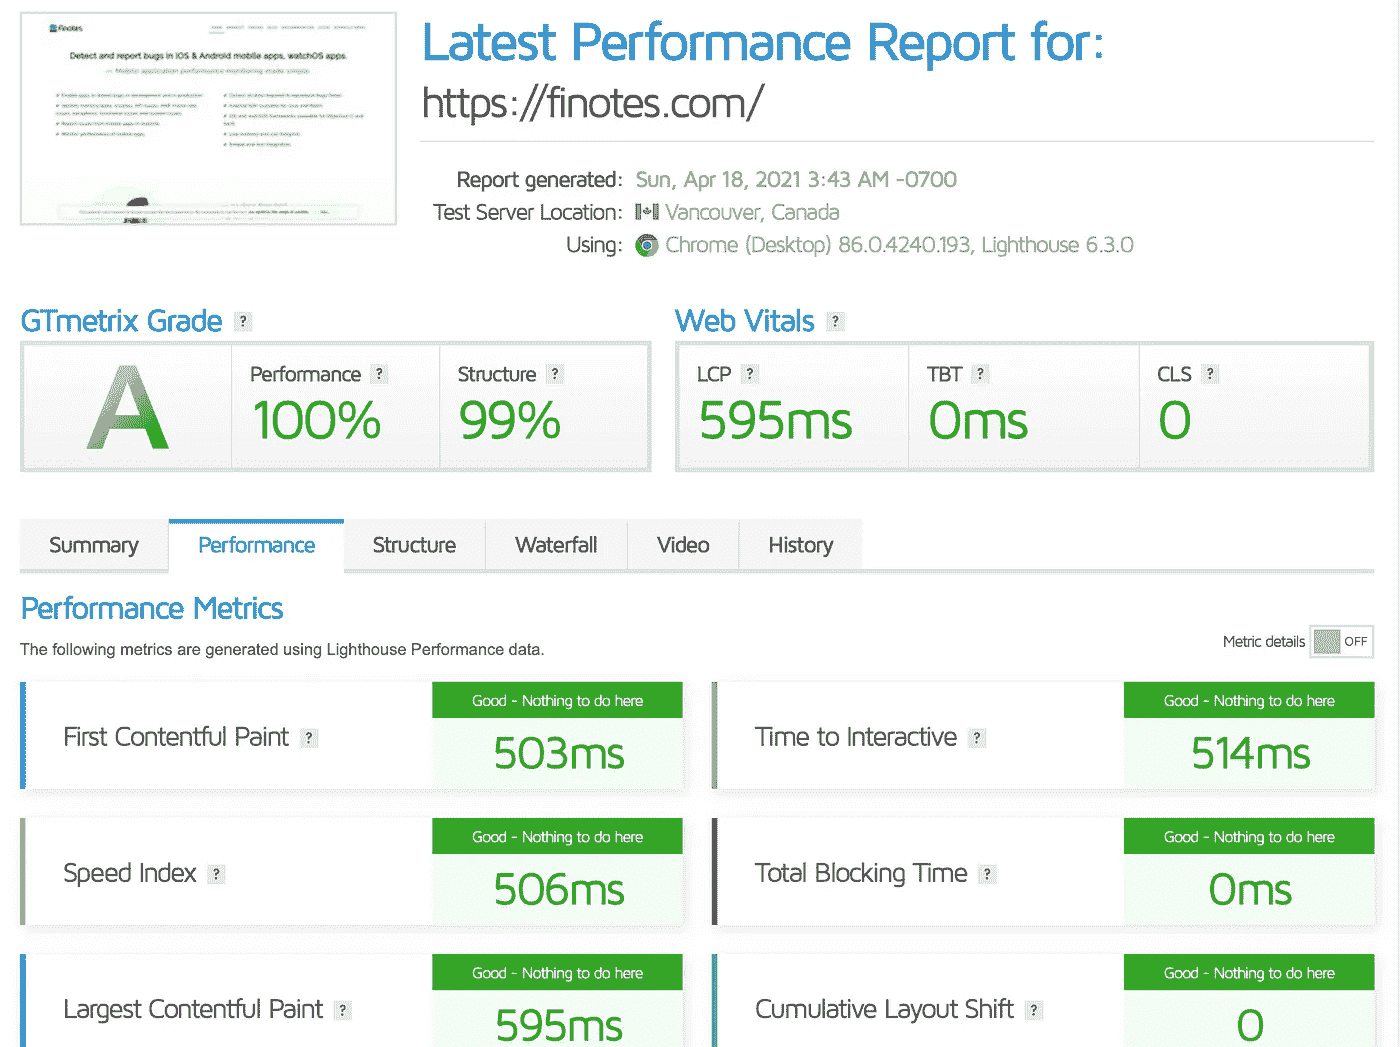 finotes
Detect and report bugs in iOS & Android mobile apps, watchOS apps.
Mobile application performance monitoring made simple.
Latest Performance Report for:
https://finotes.com/
Report generated: Sun, Apr 18, 2021 3:43 AM -0700
Test Server Location: Vancouver, Canada
Using: Chrome (Desktop) 86.0.4240.193, Lighthouse 6.3.0
GTmetrix Grade ?
Web Vitals ?
A
Performance ?
100%
Structure ?
99%
LCP ?
595ms
TBT ?
0ms
CLS ?
0
Summary Performance Structure Waterfall Video History
Performance Metrics
The following metrics are generated using Lighthouse Performance data.
Metric details OFF
First Contentful Paint ?
Good - Nothing to do here
503ms
Time to Interactive ?
Good - Nothing to do here
514ms
Speed Index ?
Good - Nothing to do here
506ms
Total Blocking Time ?
Good - Nothing to do here
0ms
Largest Contentful Paint ?
Good - Nothing to do here
595ms
Cumulative Layout Shift ?
Good - Nothing to do here
0